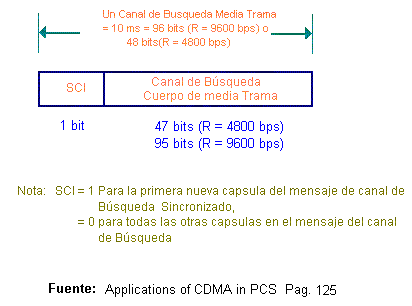 Un Canal de Busqueda Media Trama
= 10 ms = 96 bits (R = 9600 bps) o
48 bits(R = 4800 bps)
SCI
Canal de Búsqueda
Cuerpo de media Trama
1 bit
47 bits (R = 4800 bps)
95 bits (R = 9600 bps)
Nota: SCI = 1 Para la primera nueva capsula del mensaje de canal de
Búsqueda Sincronizado,
= 0 para todas las otras capsulas en el mensaje del canal
de Búsqueda
Fuente: Applications of CDMA in PCS Pag. 125